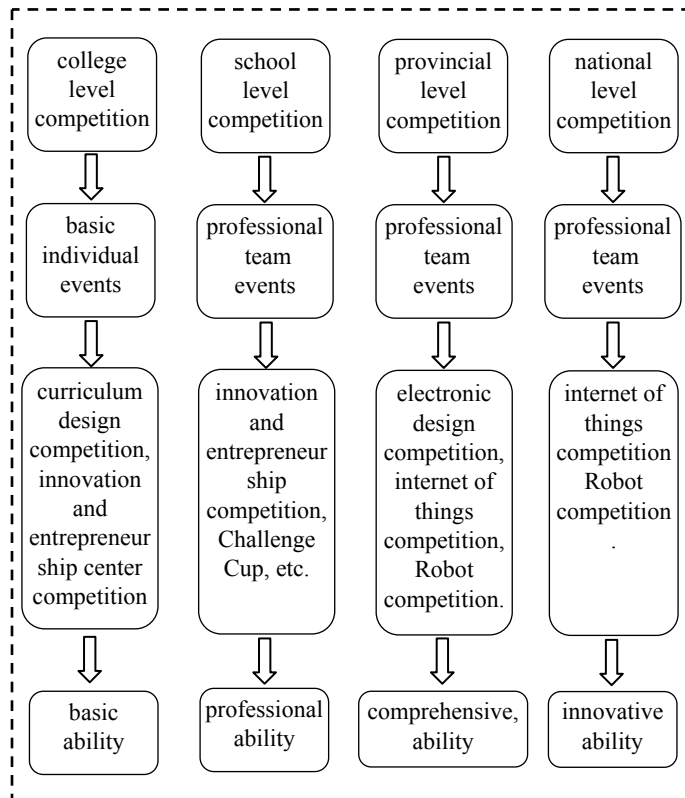 college
level
competition
school
level
competition
provincial
level
competition
national
level
competition
basic
individual
events
professional
team
events
professional
team
events
professional
team
events
curriculum
design
competition,
innovation
and
entrepreneur
ship center
competition
innovation
and
entrepreneur
ship
competition,
Challenge
Cup, etc.
electronic
design
competition,
internet of
things
competition,
Robot
competition.
internet of
things
competition
Robot
competition
.
basic
ability
professional
ability
comprehensive,
ability
innovative
ability